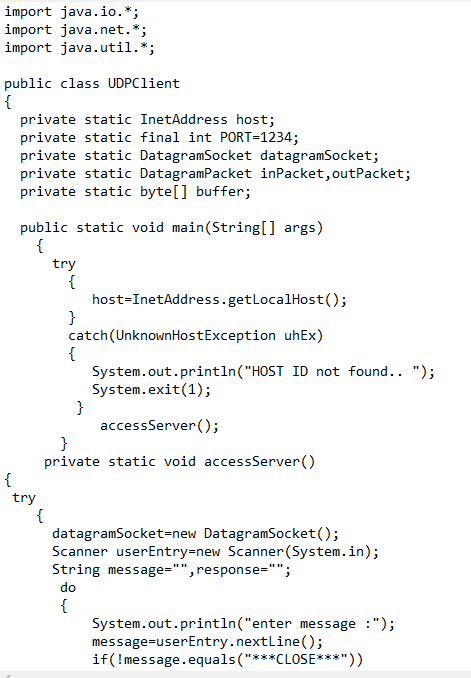 import java.io.*;
import java.net.*;
import java.util.*;

public class UDPClient
{
  private static InetAddress host;
  private static final int PORT=1234;
  private static DatagramSocket datagramSocket;
  private static DatagramPacket inPacket,outPacket;
  private static byte[] buffer;

  public static void main(String[] args)
    {
      try
        {
           host=InetAddress.getLocalHost();
        }
        catch(UnknownHostException uhEx)
        {
           System.out.println("HOST ID not found.. ");
           System.exit(1);
         }
            accessServer();
       }
     private static void accessServer()
{
 try
    {
      datagramSocket=new DatagramSocket();
      Scanner userEntry=new Scanner(System.in);
      String message="",response="";
       do
       {
           System.out.println("enter message :");
           message=userEntry.nextLine();
           if(!message.equals("***CLOSE***"))